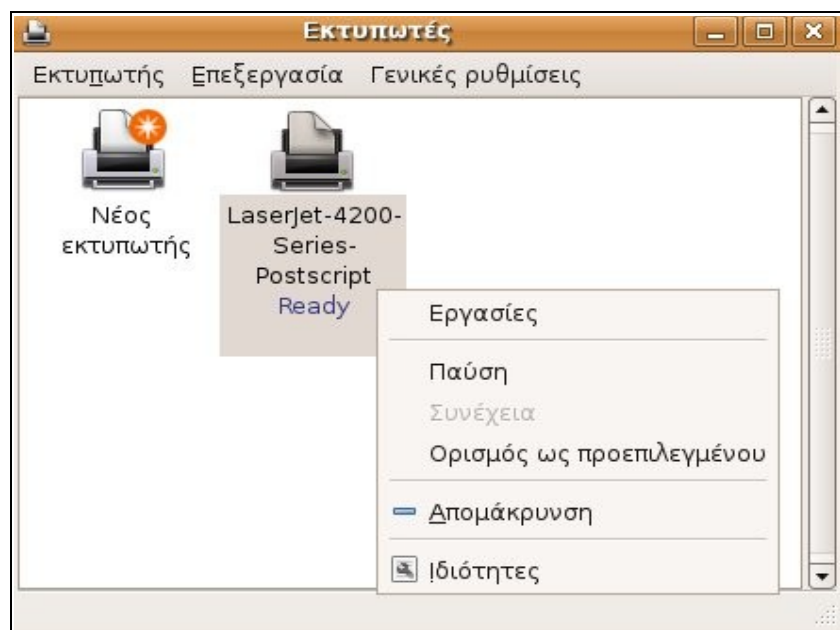 Εκτυπωτές
Εκτυπωτής Επεξεργασία Γενικές ρυθμίσεις
Νέος
εκτυπωτής
LaserJet-4200-
Series-
Postscript
Ready
Εργασίες
Παύση
Συνέχεια
Ορισμός ως προεπιλεγμένου
Απομάκρυνση
Ιδιότητες